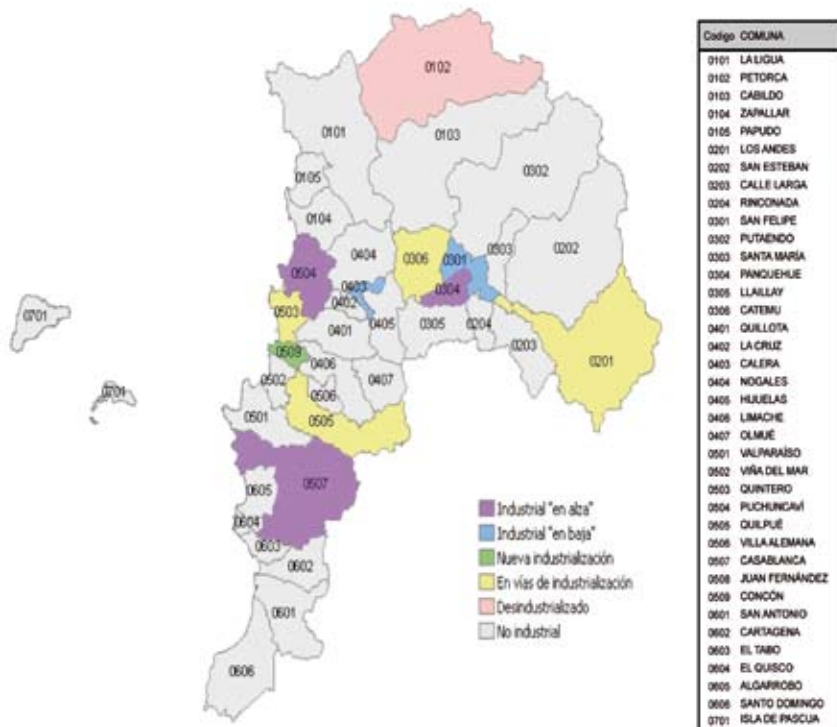 0102
0101
0103
0302
0105
0104
0202
0404
0306
0301
0303
0504
0403
0304
0402
0503
0405
0305
0204
0401
0203
0201
0701
0509
0406
0502
0407
0506
0701
0501
0505
0507
0605
0604
0603
0602
0601
0606
Industrial "en alza"
Industrial "en baja"
Nueva industrialización
En vías de industrialización
Desindustrializado
No industrial
Codigo COMUNA
0101 LA LIGUA
0102 PETORCA
0103 CABILDO
0104 ZAPALLAR
0105 PAPUDO
0201 LOS ANDES
0202 SAN ESTEBAN
0203 CALLE LARGA
0204 RINCONADA
0301 SAN FELIPE
0302 PUTAENDO
0303 SANTA MARÍA
0304 PANQUEHUE
0305 LLAILLAY
0306 CATEMU
0401 QUILLOTA
0402 LA CRUZ
0403 CALERA
0404 NOGALES
0405 HIJUELAS
0406 LIMACHE
0407 OLMUÉ
0501 VALPARAÍSO
0502 VIÑA DEL MAR
0503 QUINTERO
0504 PUCHUNCAVÍ
0505 QUILPUÉ
0506 VILLA ALEMANA
0507 CASABLANCA
0508 JUAN FERNÁNDEZ
0509 CONCÓN
0601 SAN ANTONIO
0602 CARTAGENA
0603 EL TABO
0604 EL QUISCO
0605 ALGARROBO
0606 SANTO DOMINGO
0701 ISLA DE PASCUA